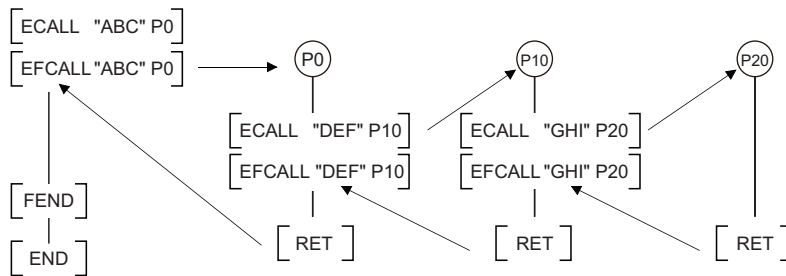 ECALL "ABC" P0
EFCALL "ABC" P0
FEND
END
P0
ECALL "DEF" P10
EFCALL "DEF" P10
RET
P10
ECALL "GHI" P20
EFCALL "GHI" P20
RET
P20
RET